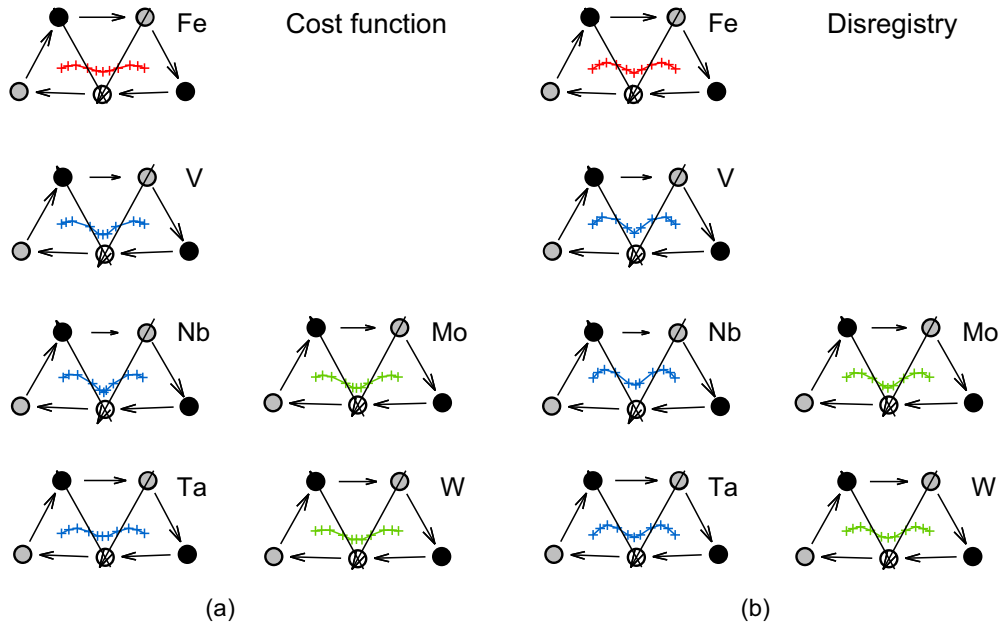 Fe Cost function Fe Disregistry
V V
Nb Mo Nb Mo
Ta W Ta W
(a) (b)